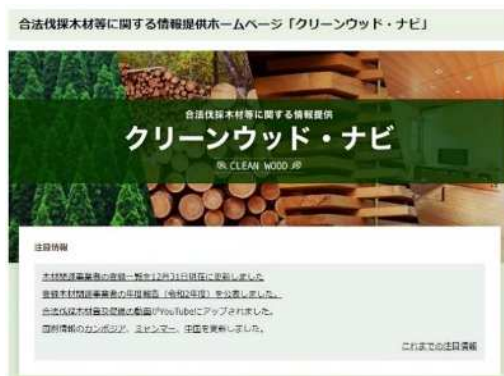 合法伐採木材等に関する情報提供ホームページ「クリーンウッド・ナビ」
合法伐採木材等に関する情報提供
クリーンウッド・ナビ
CLEAN WOOD
注目情報
木材関連事業者の登録一覧を12月31日現在に更新しました
登録木材関連事業者の年度報告（令和2年度）を公表しました。
合法伐採木材普及促進の動画がYouTubeにアップされました。
国別情報のカンボジア、ミャンマー、中国を更新しました。
これまでの注目情報